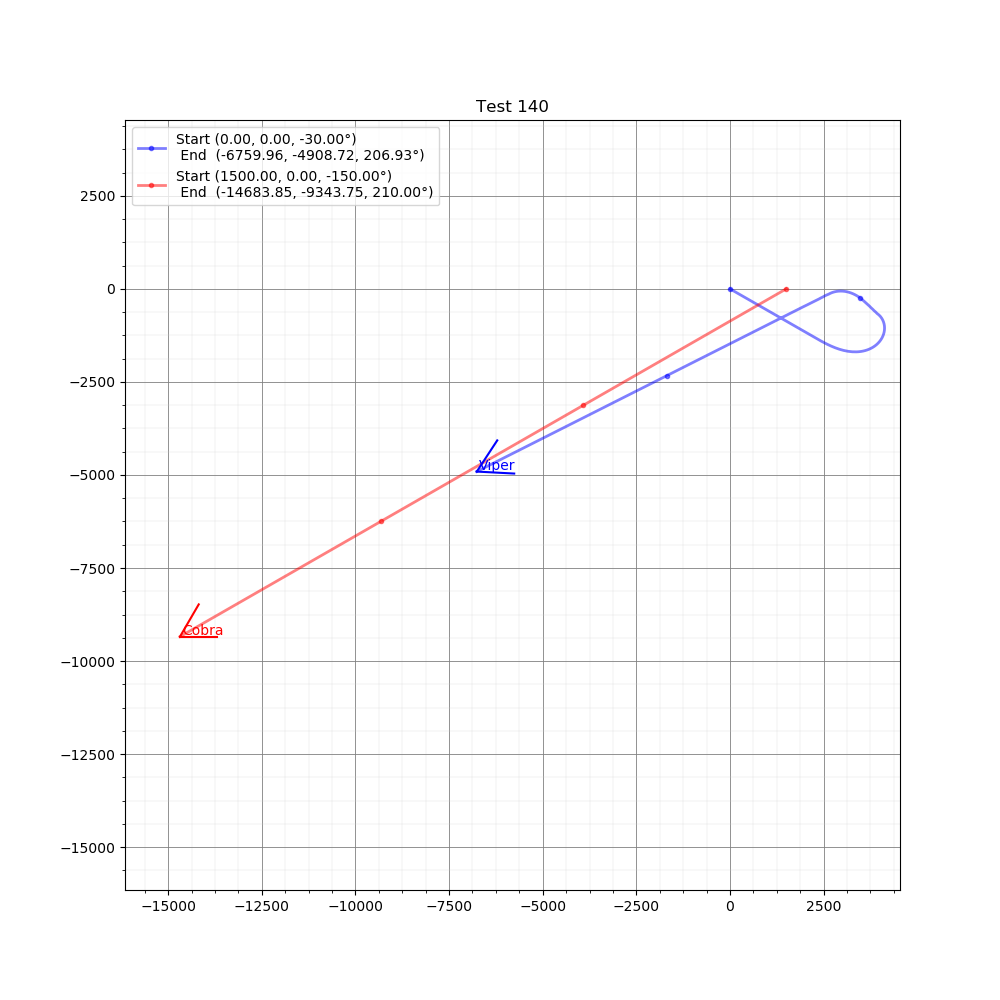 Test 140
Start (0.00, 0.00, -30.00°)
End (-6759.96, -4908.72, 206.93°)
Start (1500.00, 0.00, -150.00°)
End (-14683.85, -9343.75, 210.00°)
2500
0
−2500
−5000
−7500
−10000
−12500
−15000
Viper
Cobra
−15000 −12500 −10000 −7500 −5000 −2500 0 2500